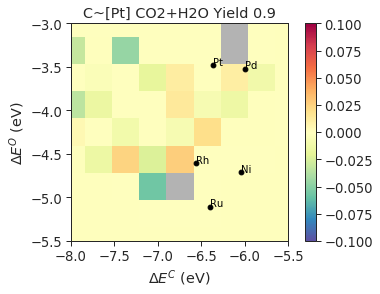 C~[Pt] CO2+H2O Yield 0.9
−3.0
−3.5
−4.0
−4.5
−5.0
−5.5
ΔE^O (eV)
Pt
Pd
Rh
Ni
Ru
−8.0 −7.5 −7.0 −6.5 −6.0 −5.5
ΔE^C (eV)
0.100
0.075
0.050
0.025
0.000
−0.025
−0.050
−0.075
−0.100